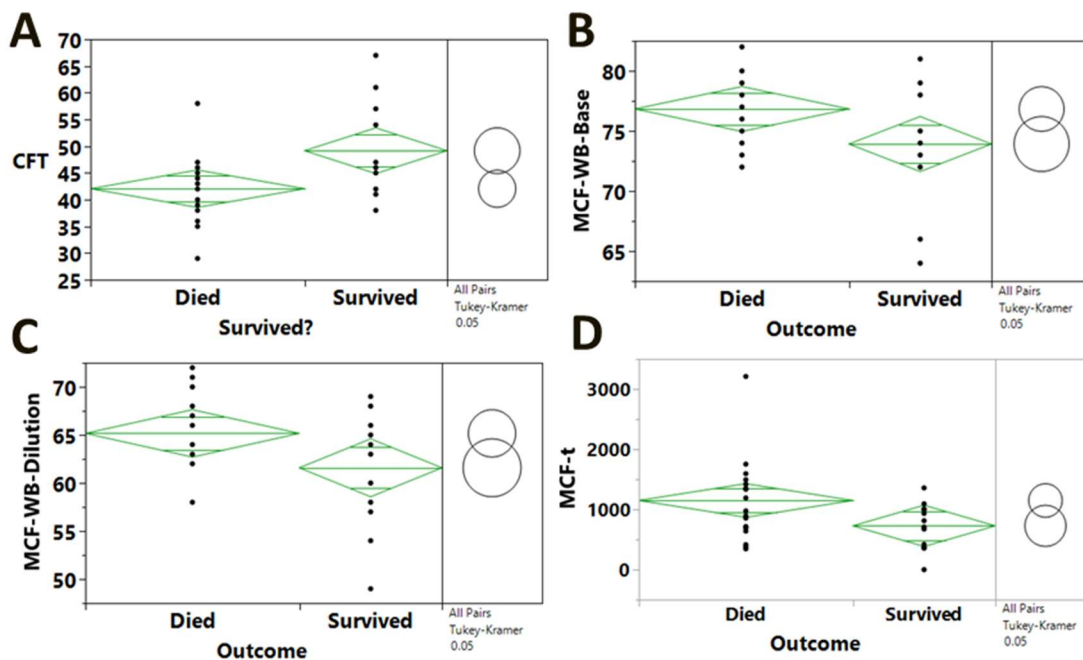 A
CFT
70
65
60
55
50
45
40
35
30
25
Died Survived
Survived?
All Pairs
Tukey-Kramer
0.05
B
MCF-WB-Base
80
75
70
65
Died Survived
Outcome
All Pairs
Tukey-Kramer
0.05
C
MCF-WB-Dilution
70
65
60
55
50
Died Survived
Outcome
All Pairs
Tukey-Kramer
0.05
D
MCF-t
3000
2000
1000
0
Died Survived
Outcome
All Pairs
Tukey-Kramer
0.05